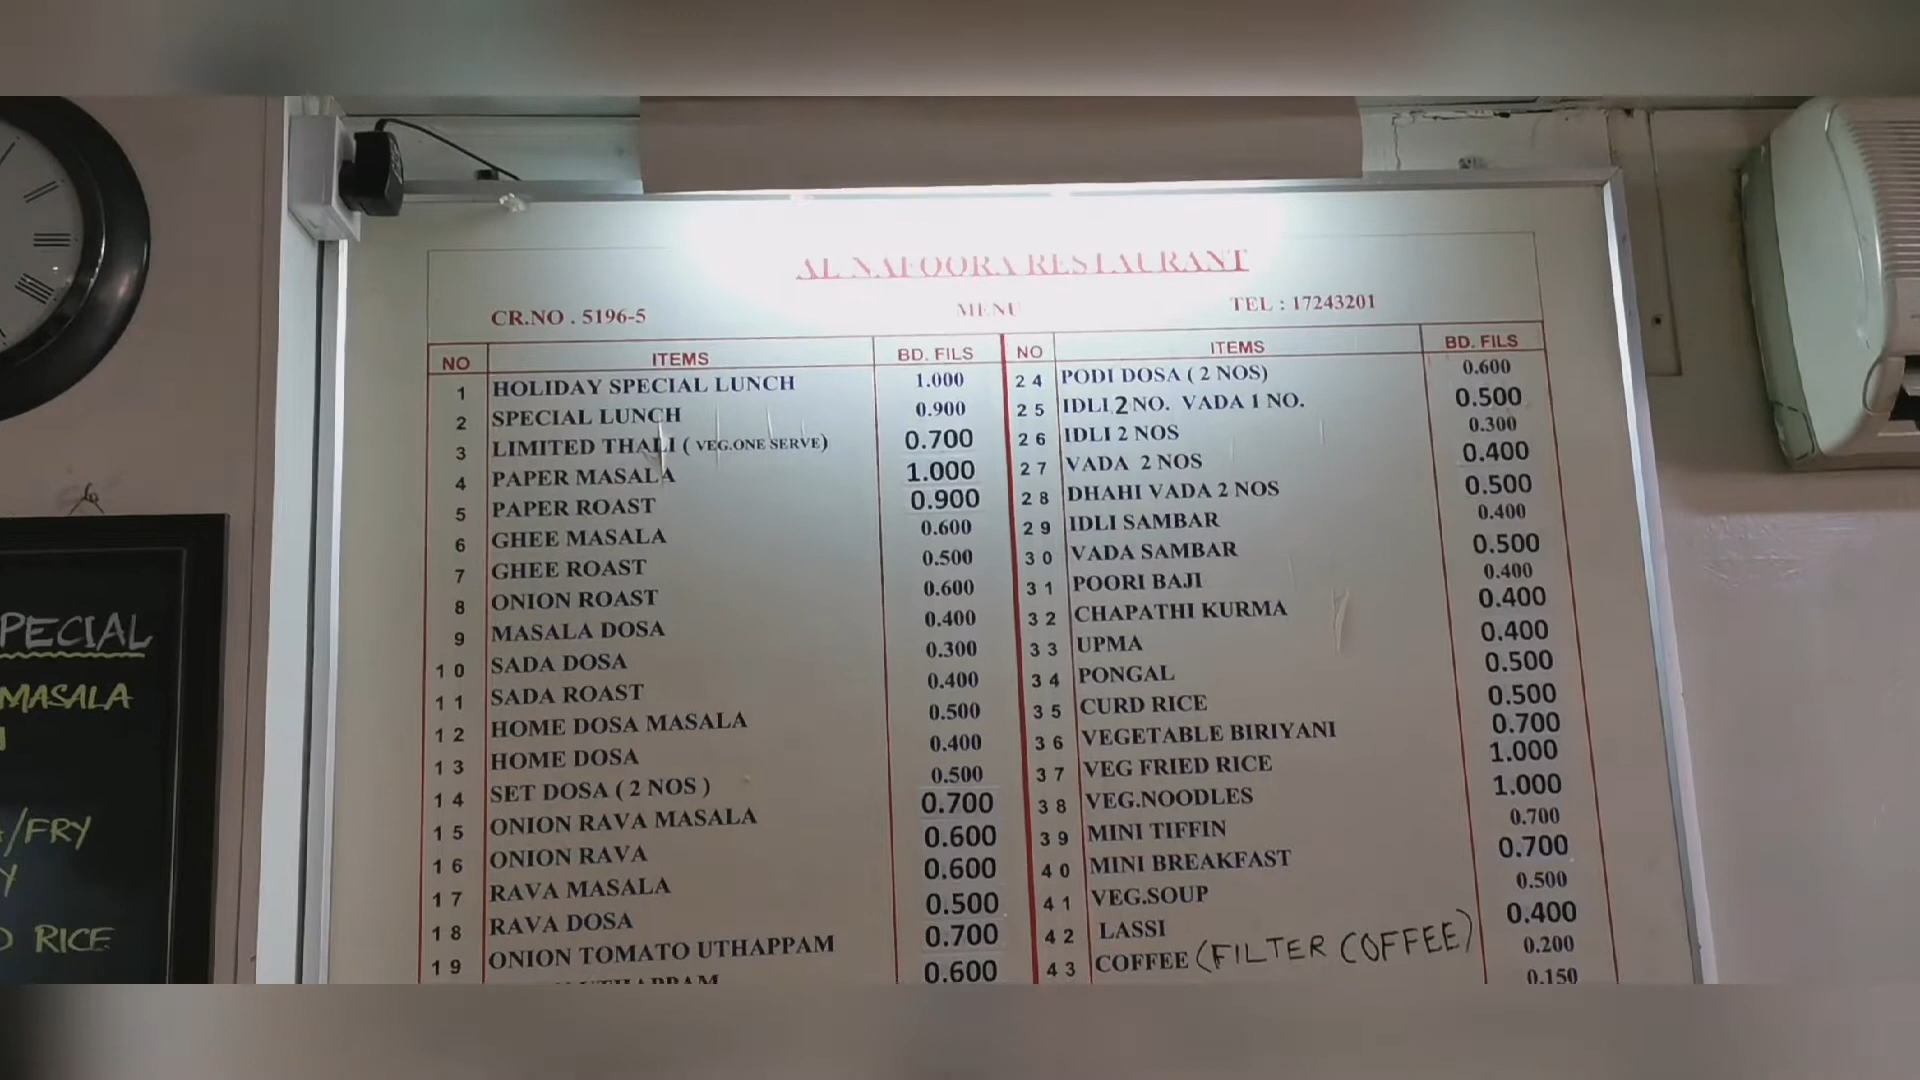 AL NAFOORA RESTAURANT
CR.NO . 5196-5 MENU TEL : 17243201
NO ITEMS BD. FILS
1 HOLIDAY SPECIAL LUNCH 1.000
2 SPECIAL LUNCH 0.900
3 LIMITED THALI ( VEG.ONE SERVE) 0.700
4 PAPER MASALA 1.000
5 PAPER ROAST 0.900
6 GHEE MASALA 0.600
7 GHEE ROAST 0.500
8 ONION ROAST 0.600
9 MASALA DOSA 0.400
10 SADA DOSA 0.300
11 SADA ROAST 0.400
12 HOME DOSA MASALA 0.500
13 HOME DOSA 0.400
14 SET DOSA ( 2 NOS ) 0.500
15 ONION RAVA MASALA 0.700
16 ONION RAVA 0.600
17 RAVA MASALA 0.600
18 RAVA DOSA 0.500
19 ONION TOMATO UTHAPPAM 0.700
UTHAPPAM 0.600
NO ITEMS BD. FILS
24 PODI DOSA ( 2 NOS) 0.600
25 IDLI 2 NO. VADA 1 NO. 0.500
26 IDLI 2 NOS 0.300
27 VADA 2 NOS 0.400
28 DHAHI VADA 2 NOS 0.500
29 IDLI SAMBAR 0.400
30 VADA SAMBAR 0.500
31 POORI BAJI 0.400
32 CHAPATHI KURMA 0.400
33 UPMA 0.400
34 PONGAL 0.500
35 CURD RICE 0.500
36 VEGETABLE BIRIYANI 0.700
37 VEG FRIED RICE 1.000
38 VEG.NOODLES 1.000
39 MINI TIFFIN 0.700
40 MINI BREAKFAST 0.700
41 VEG.SOUP 0.500
42 LASSI 0.400
43 COFFEE (FILTER COFFEE) 0.200
0.150
PECIAL
MASALA
/FRY
Y
RICE